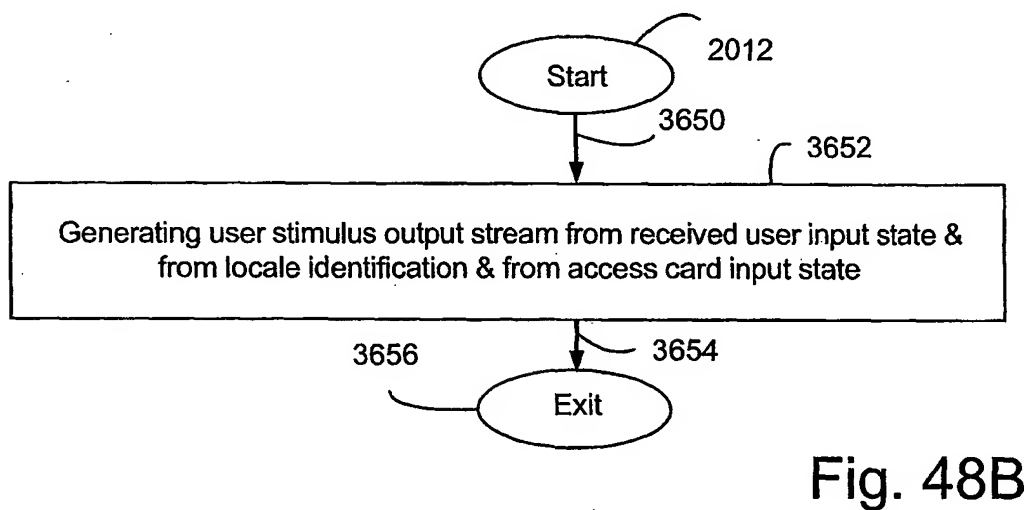 2012
Start
3650
3652
Generating user stimulus output stream from received user input state &
from locale identification & from access card input state
3656
3654
Exit
Fig. 48B